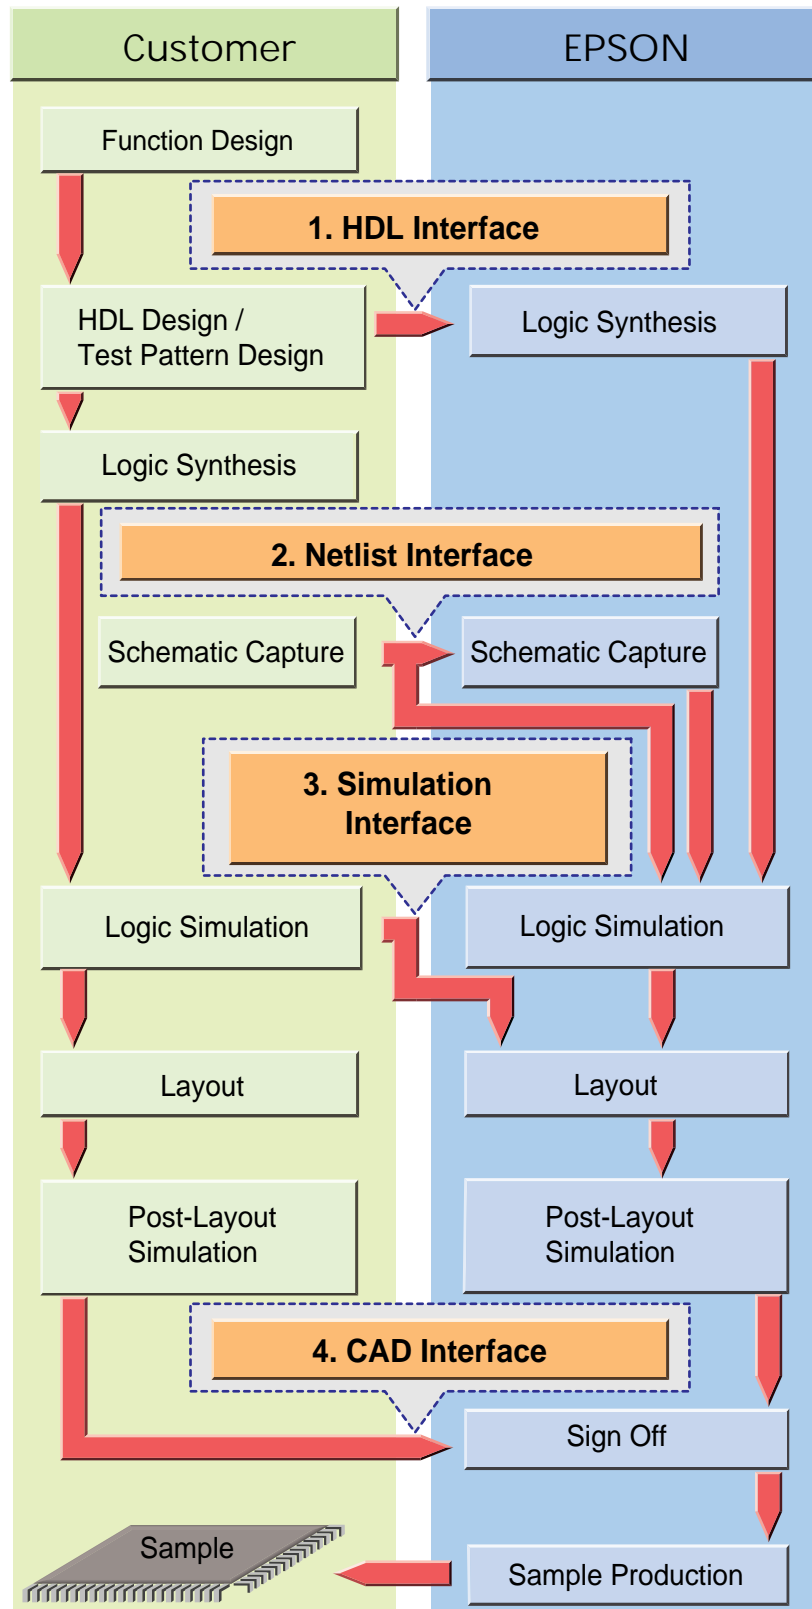 Customer
EPSON
Function Design
1. HDL Interface
HDL Design /
Test Pattern Design
Logic Synthesis
Logic Synthesis
2. Netlist Interface
Schematic Capture
Schematic Capture
3. Simulation
Interface
Logic Simulation
Logic Simulation
Layout
Layout
Post-Layout
Simulation
Post-Layout
Simulation
4. CAD Interface
Sign Off
Sample
Sample Production